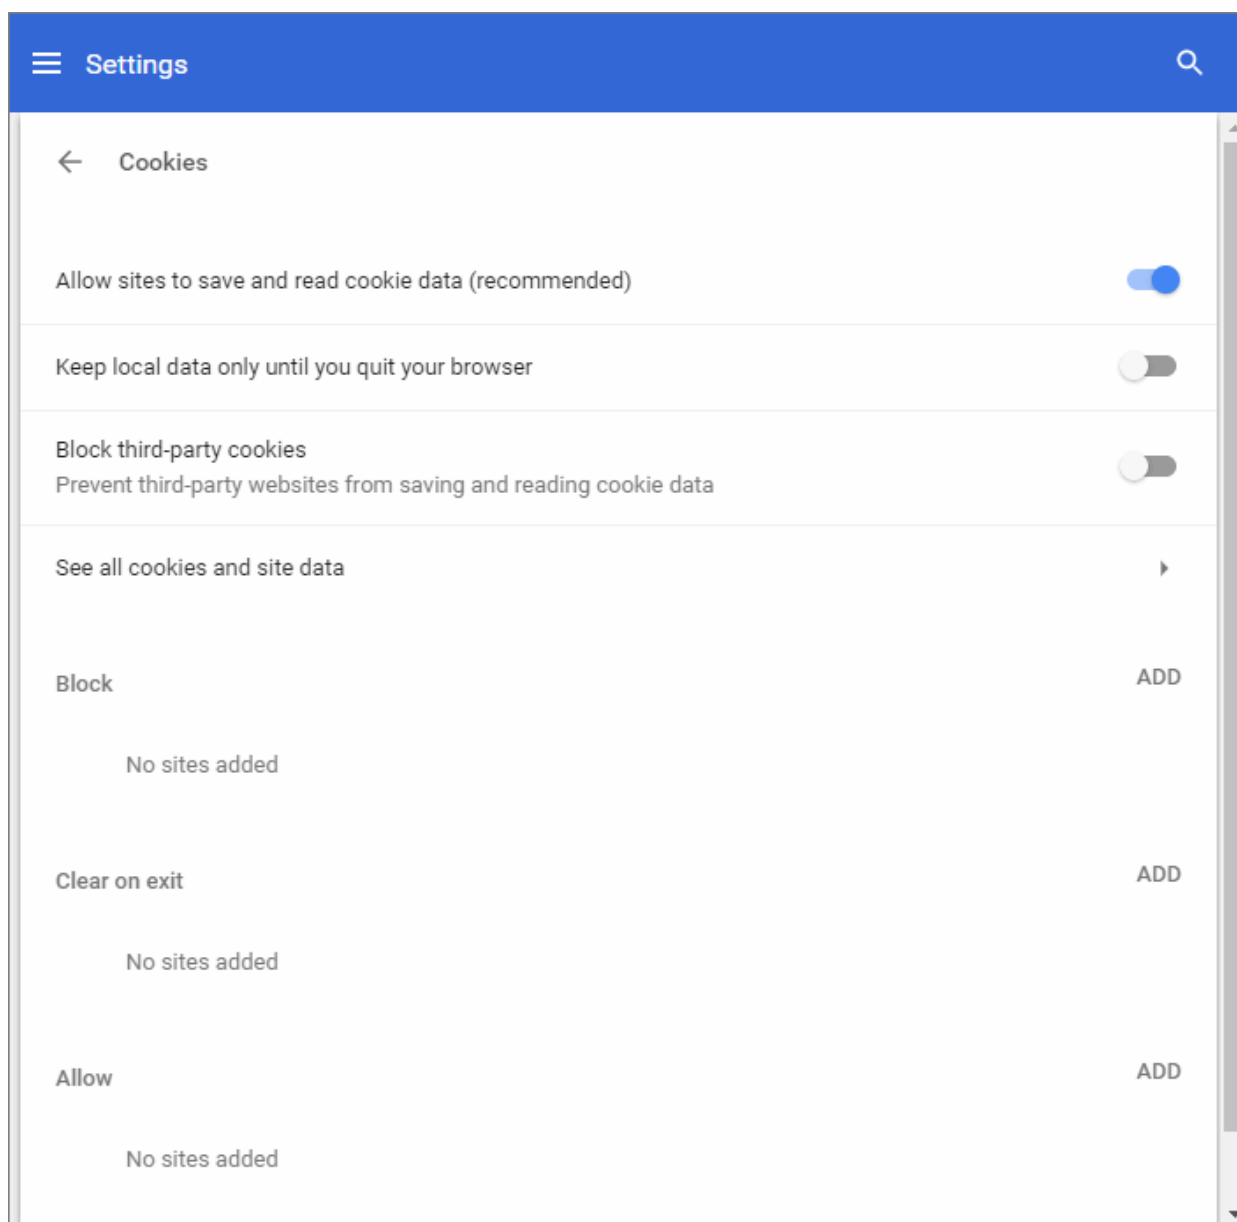 Settings
Cookies
Allow sites to save and read cookie data (recommended)
Keep local data only until you quit your browser
Block third-party cookies
Prevent third-party websites from saving and reading cookie data
See all cookies and site data
Block
ADD
No sites added
Clear on exit
ADD
No sites added
Allow
ADD
No sites added